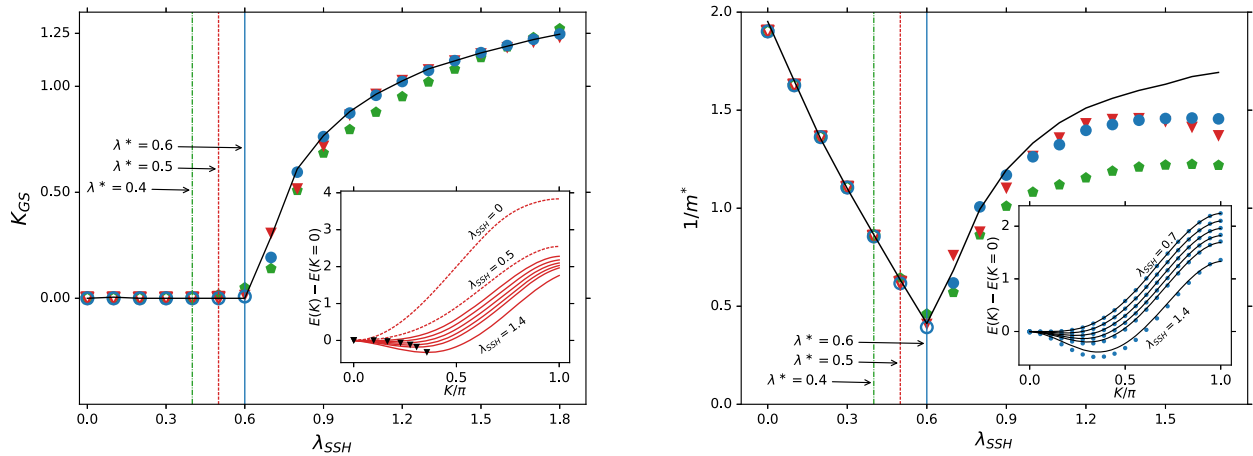 1.25
1.00
0.75
0.50
0.00
K_GS
λ* = 0.6
λ* = 0.5
λ* = 0.4
0.0 0.3 0.6 0.9 1.2 1.5 1.8
λ_SSH
4
3
2
1
0
E(K) − E(K = 0)
λ_SSH = 0
λ_SSH = 0.5
λ_SSH = 1.4
0.0 0.5 1.0
K/π
2.0
1.5
1.0
0.5
0.0
1/m*
λ* = 0.6
λ* = 0.5
λ* = 0.4
0.0 0.3 0.6 0.9 1.2 1.5
λ_SSH
2
1
0
E(K) − E(K = 0)
λ_SSH = 0.7
λ_SSH = 1.4
0.0 0.5 1.0
K/π